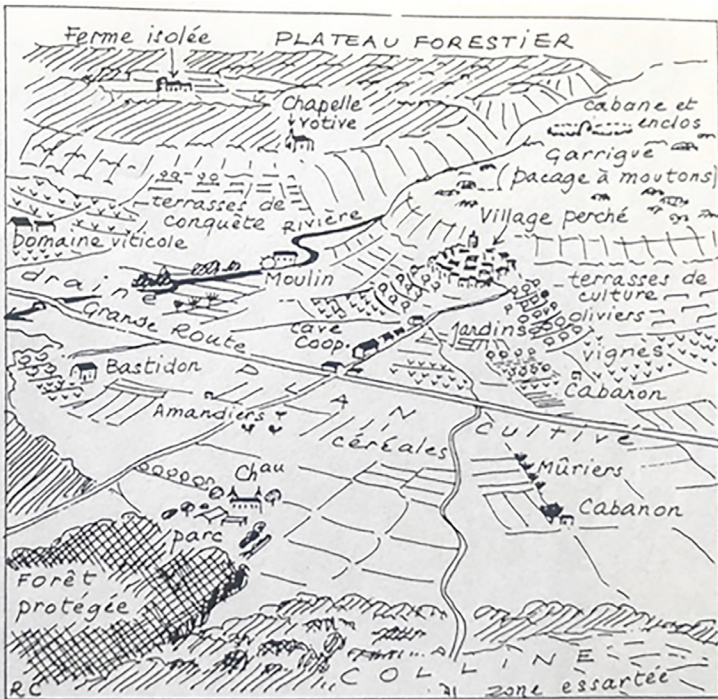 Ferme isolée
PLATEAU FORESTIER
Chapelle
votive
cabane et
enclos
Garrigue
(pacage à moutons)
terrasses de
conquête
Rivière
Village perché
Domaine viticole
Moulin
drainé
terrasses de
culture
oliviers
Grande Route
cave
Coop.
Jardins
vignes
Bastidon
Cabanon
PLAN
Cultivé
Amandiers
céréales
Mûriers
Chau
Cabanon
parc
Forêt
protégée
COLLINE
zone essartée
RC